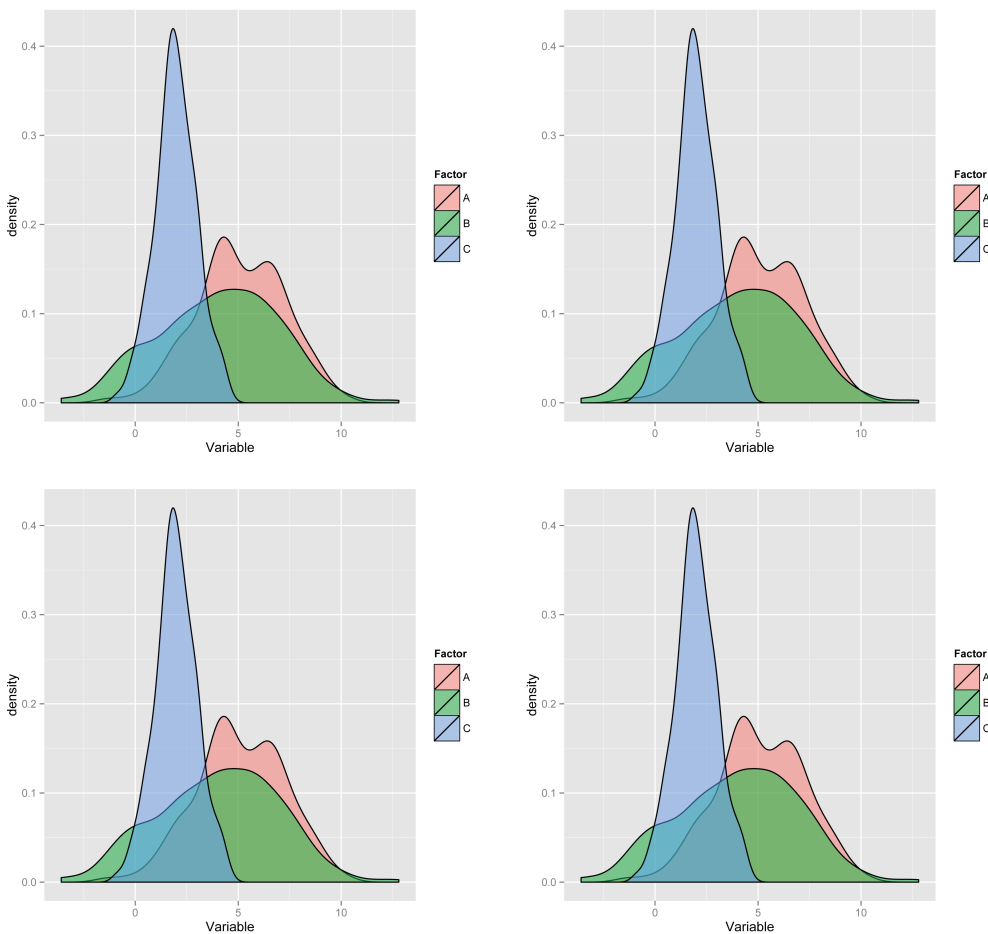 0.4
0.3
0.2
0.1
0.0
density
0 5 10
Variable
Factor
A
B
C
0.4
0.3
0.2
0.1
0.0
density
0 5 10
Variable
Factor
A
B
C
0.4
0.3
0.2
0.1
0.0
density
0 5 10
Variable
Factor
A
B
C
0.4
0.3
0.2
0.1
0.0
density
0 5 10
Variable
Factor
A
B
C